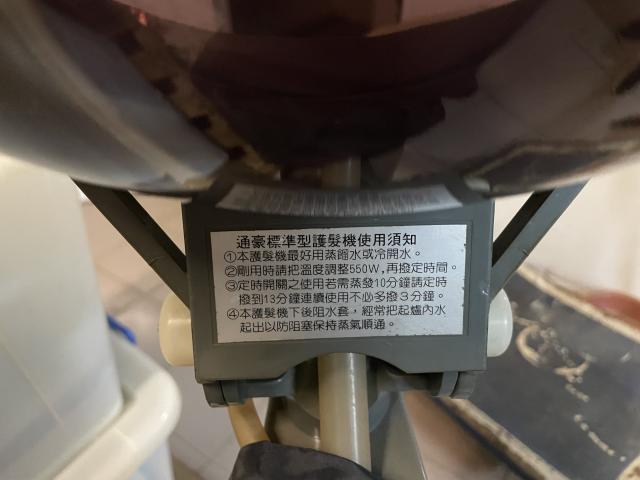 通豪標準型護髮機使用須知
①本護髮機最好用蒸餾水或冷開水。
②剛用時請把溫度調整550W,再撥定時間。
③定時開關之使用若需蒸發10分鐘請定時
撥到13分鐘連續使用不必多撥3分鐘。
④本護髮機下後阻水套,經常把起爐內水
起出以防阻塞保持蒸氣順通。